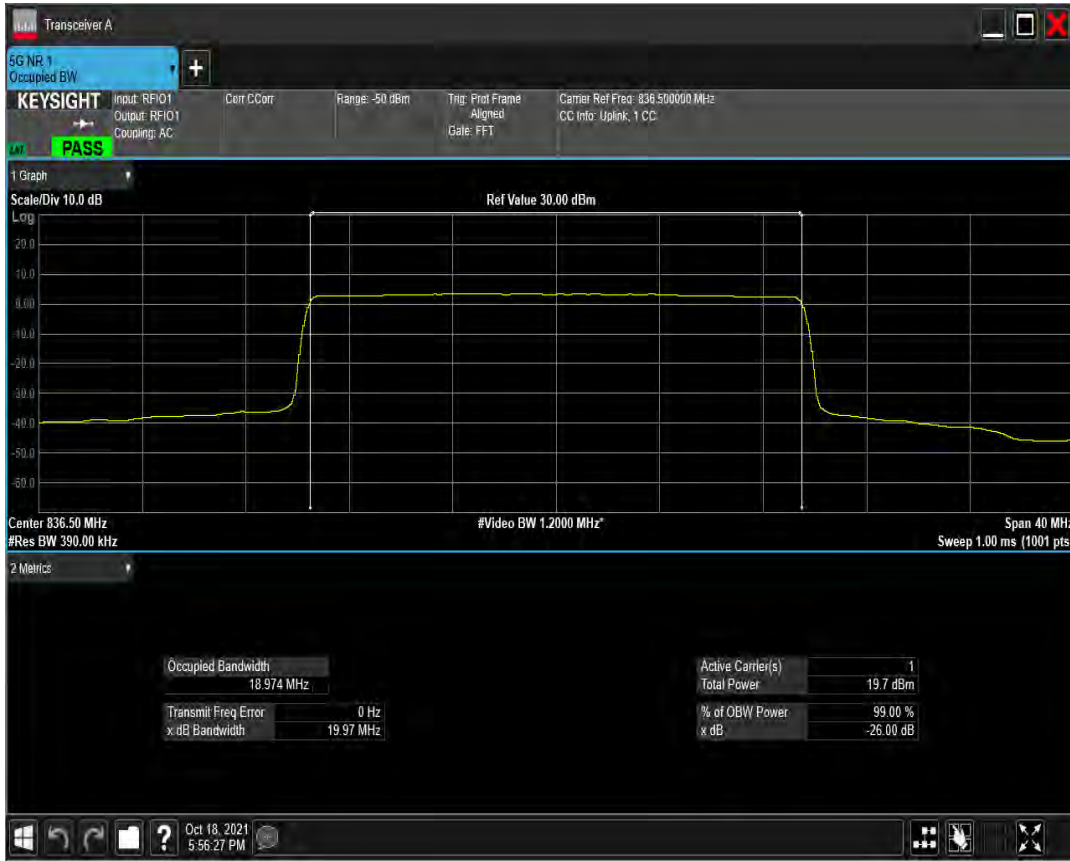 Transceiver A
5G NR 1
Occupied BW
+
KEYSIGHT
Input: RFIO1
Output: RFIO1
Coupling: AC
Corr CCorr
Range: -50 dBm
Trig: Prot Frame
Aligned
Gate: FFT
Carrier Ref Freq: 836.500000 MHz
CC Info: Uplink, 1 CC
PASS
1 Graph
Scale/Div 10.0 dB
Ref Value 30.00 dBm
Log
20.0
10.0
0.00
-10.0
-20.0
-30.0
-40.0
-50.0
-60.0
Center 836.50 MHz
#Video BW 1.2000 MHz*
Span 40 MHz
#Res BW 390.00 kHz
Sweep 1.00 ms (1001 pts
2 Metrics
Occupied Bandwidth
18.974 MHz
Transmit Freq Error 0 Hz
x dB Bandwidth 19.97 MHz
Active Carrier(s) 1
Total Power 19.7 dBm
% of OBW Power 99.00 %
x dB -26.00 dB
?
Oct 18, 2021
5:56:27 PM